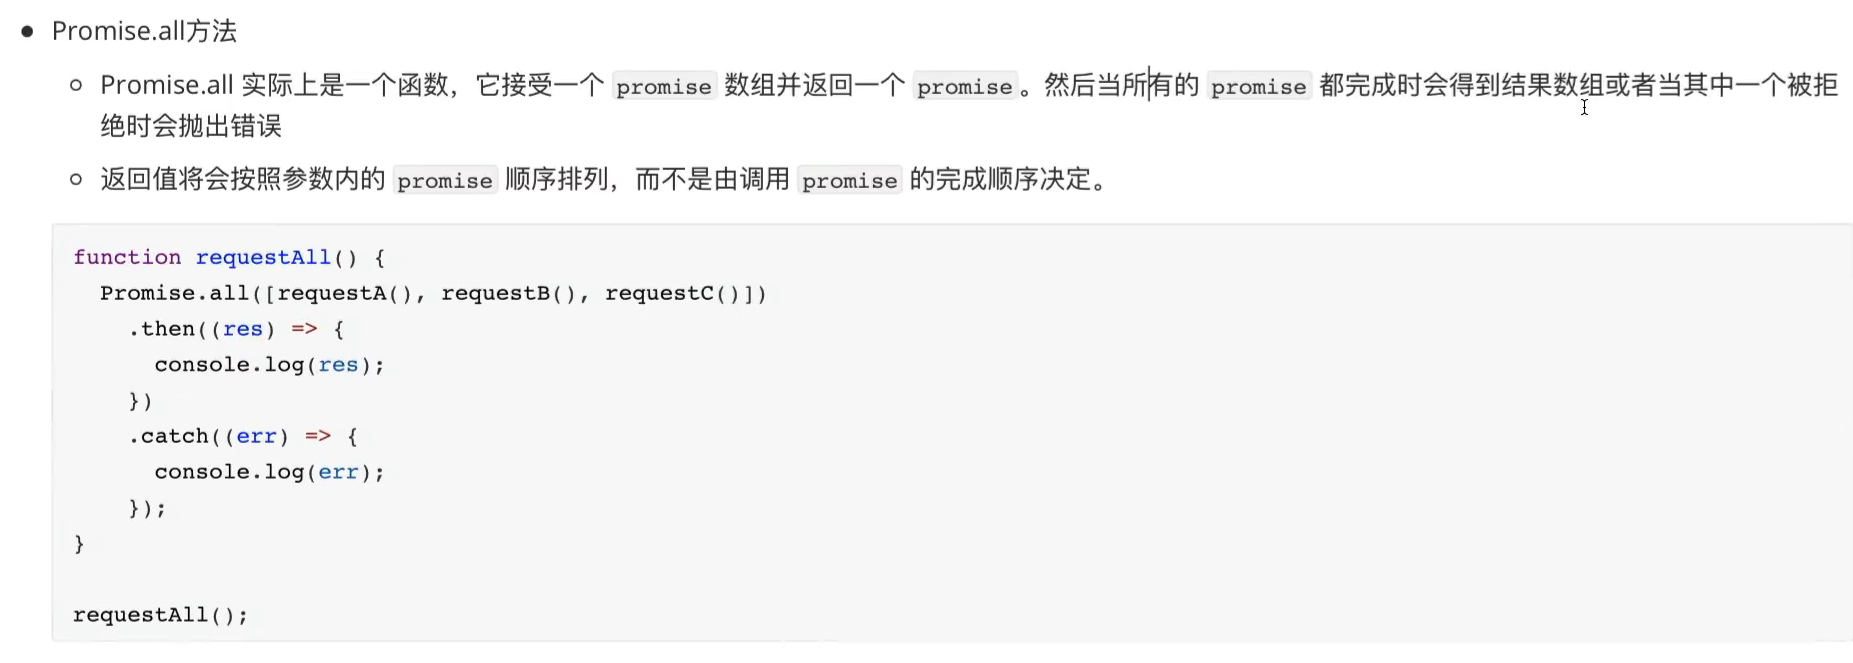 Promise.all方法
Promise.all 实际上是一个函数，它接受一个 promise 数组并返回一个 promise。然后当所有的 promise 都完成时会得到结果数组或者当其中一个被拒
绝时会抛出错误
返回值将会按照参数内的 promise 顺序排列，而不是由调用 promise 的完成顺序决定。
function requestAll() {
  Promise.all([requestA(), requestB(), requestC()])
    .then((res) => {
      console.log(res);
    })
    .catch((err) => {
      console.log(err);
    });
}
requestAll();